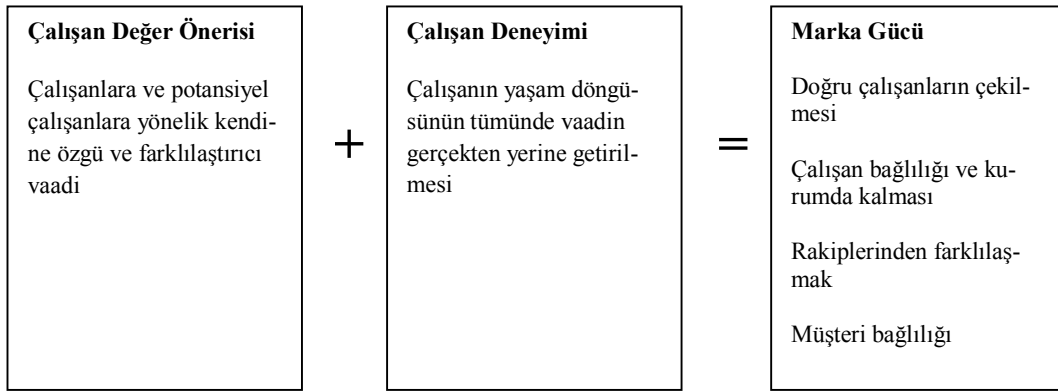 Çalışan Değer Önerisi
Çalışanlara ve potansiyel
çalışanlara yönelik kendi-
ne özgü ve farklılaştırıcı
vaadi
+
Çalışan Deneyimi
Çalışanın yaşam döngü-
sünün tümünde vaadin
gerçekten yerine getiril-
mesi
=
Marka Gücü
Doğru çalışanların çekil-
mesi
Çalışan bağlılığı ve ku-
rumda kalması
Rakiplerinden farklılaş-
mak
Müşteri bağlılığı